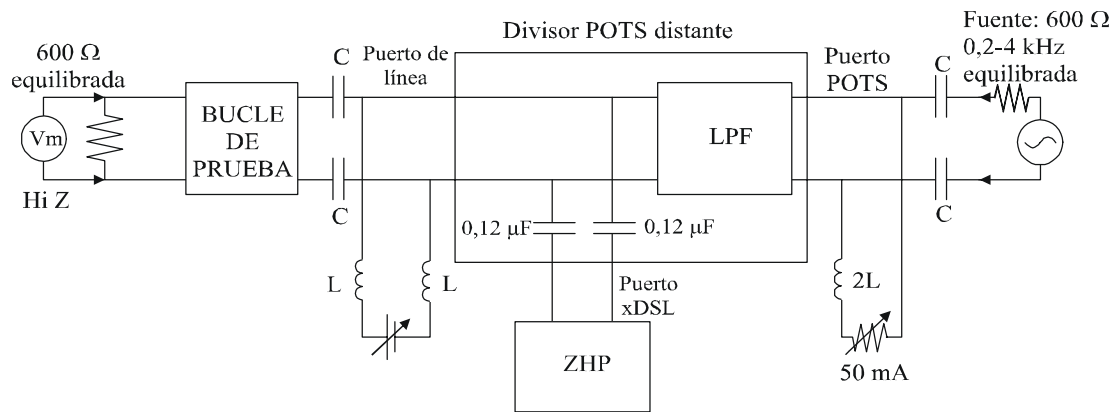 Divisor POTS distante
600 Ω
equilibrada
Vm
Hi Z
BUCLE
DE
PRUEBA
C
C
Puerto de
línea
L
L
0,12 µF
0,12 µF
Puerto
xDSL
ZHP
LPF
Puerto
POTS
2L
50 mA
C
C
Fuente: 600 Ω
0,2-4 kHz
equilibrada